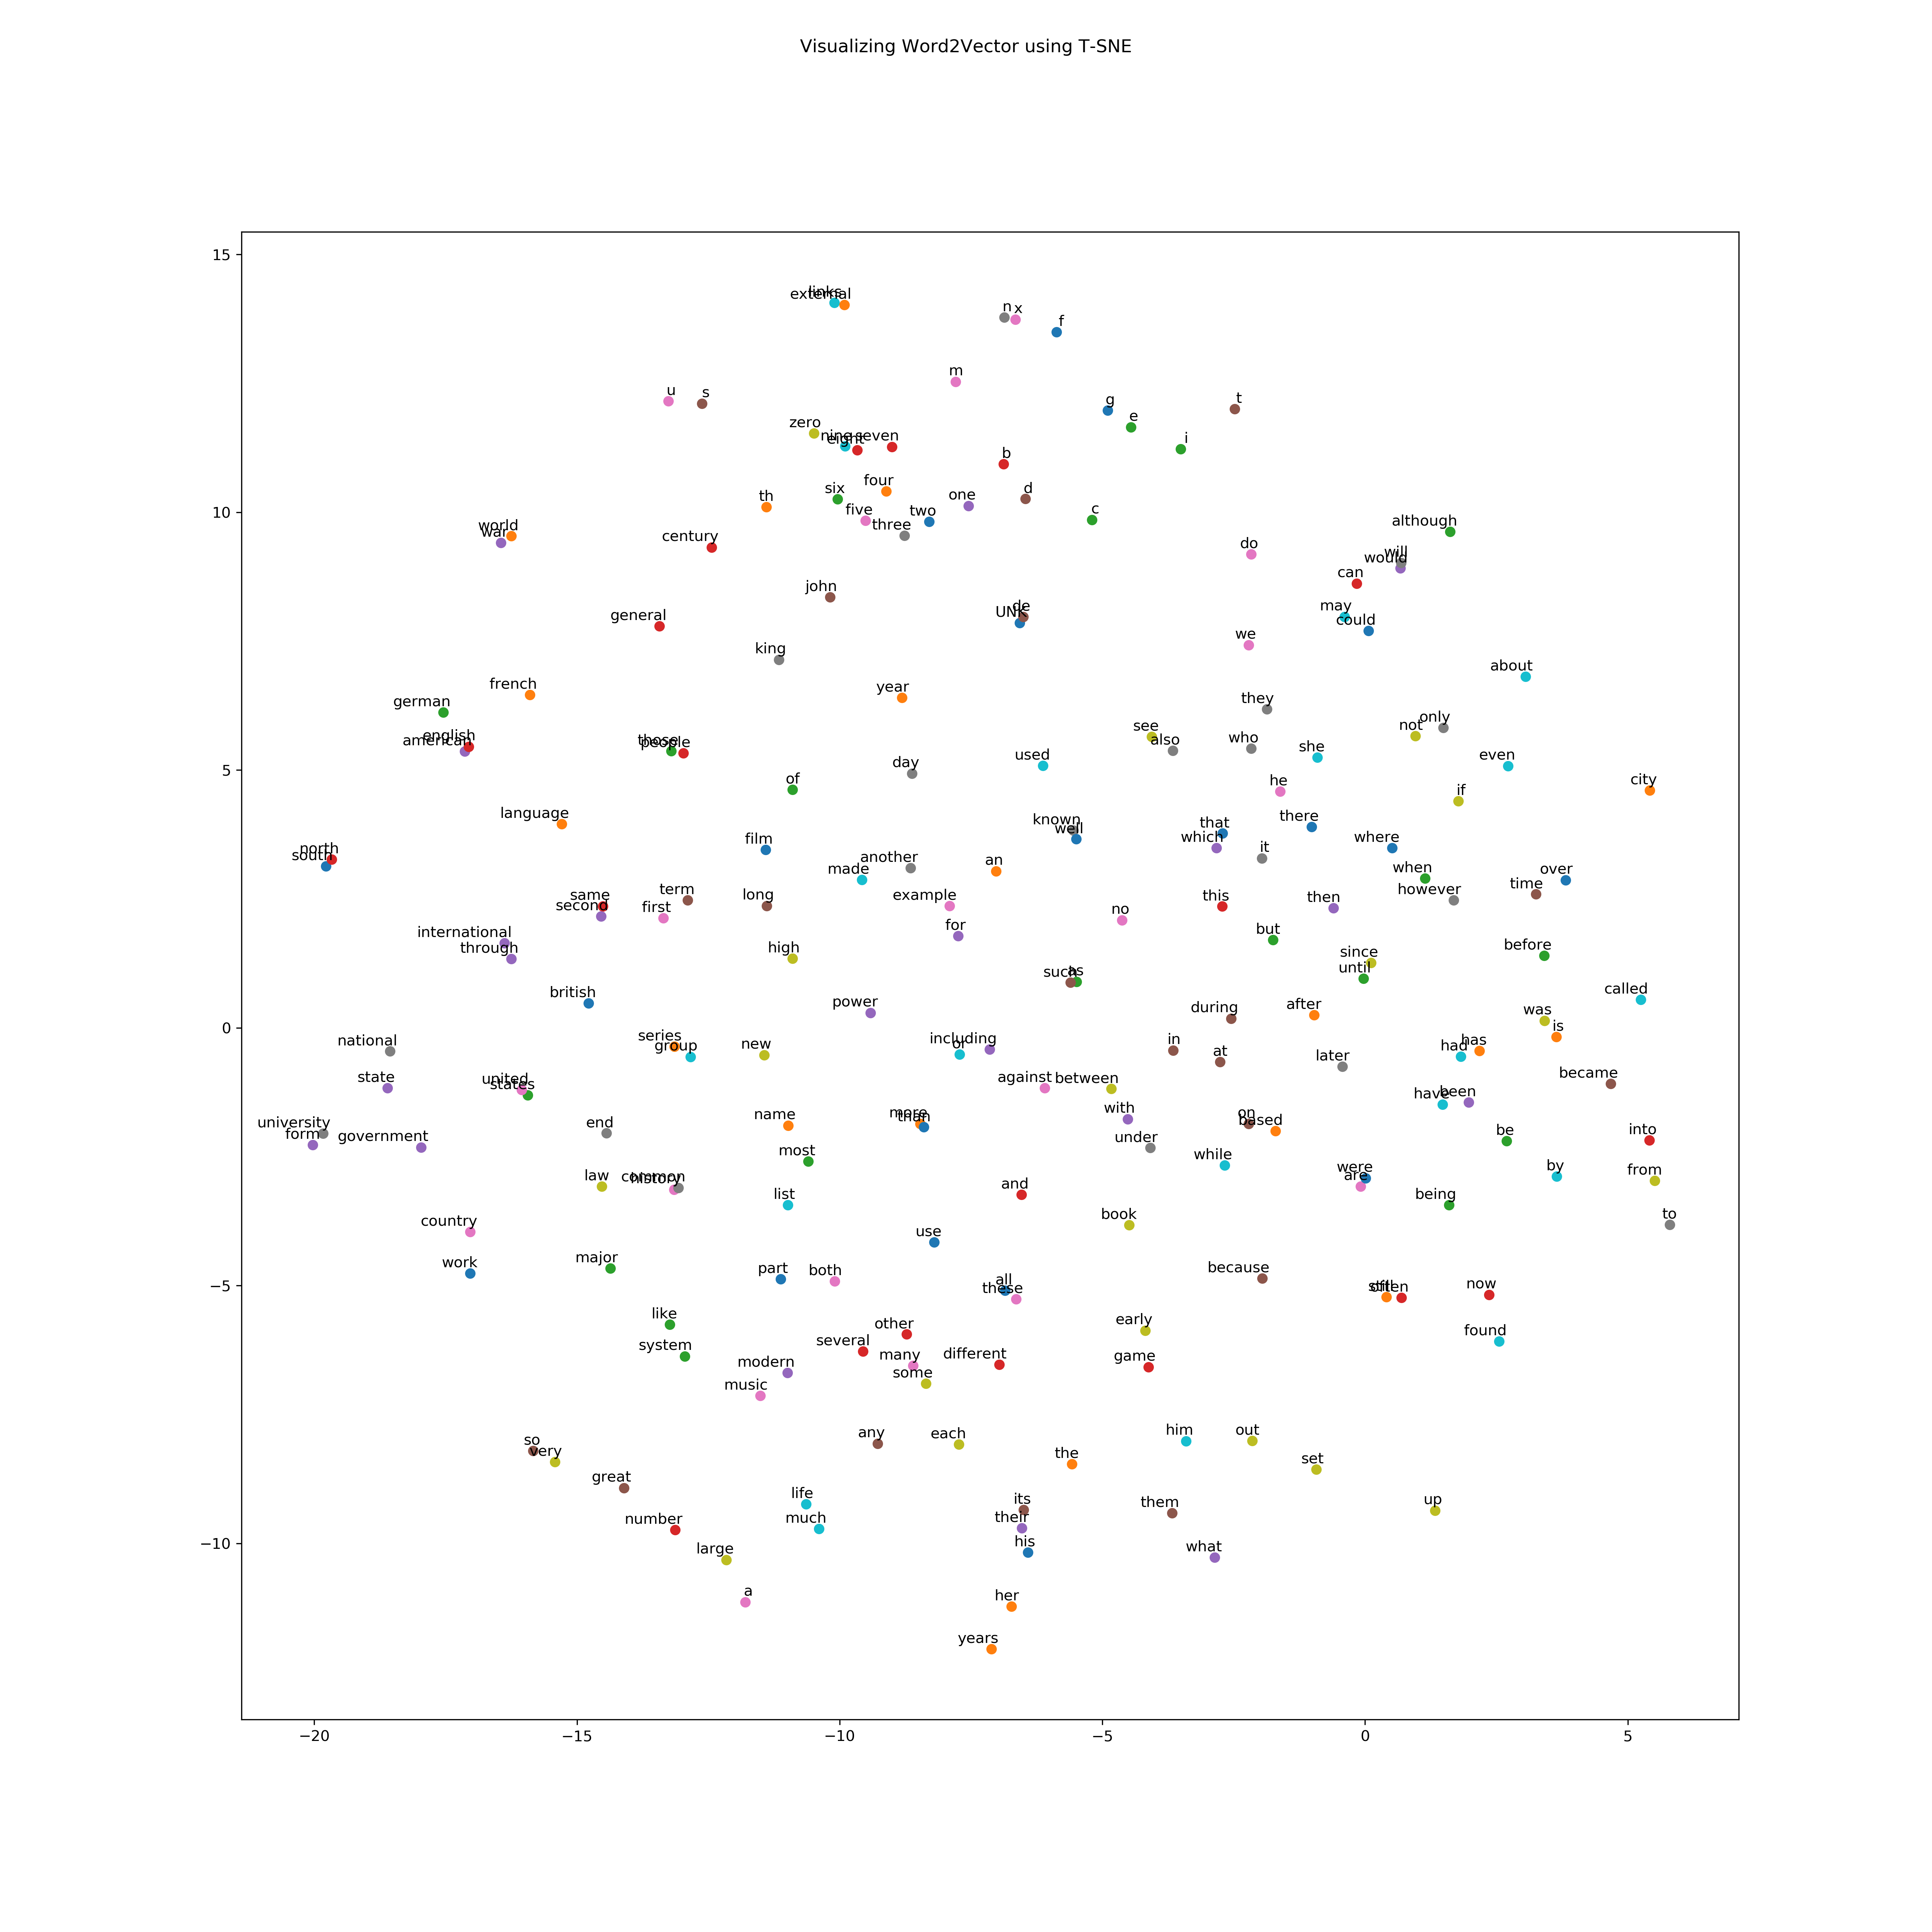 Visualizing Word2Vector using T-SNE
15
links
external
n
x
f
m
u
s
g
e
t
zero
nine
seven
eight
i
b
th
six
four
one
d
10
five
two
three
c
world
war
century
although
do
will
would
can
john
may
could
general
de
UNK
we
king
about
french
year
german
they
see
also
only
not
english
american
those
people
who
she
used
even
5
day
of
he
if
city
language
known
well
that
which
there
where
film
it
north
south
another
made
an
when
over
however
time
same
second
term
first
long
example
no
this
then
international
through
for
but
high
since
until
before
such
as
british
power
during
after
called
was
is
0
national
series
group
new
including
or
in
at
later
had
has
state
united
states
against
between
became
have
been
university
form
government
end
name
more
than
with
on
based
under
be
into
most
while
law
common
history
were
are
by
from
list
and
being
country
book
to
use
work
major
part
both
all
these
because
still
often
now
−5
like
system
other
several
many
some
different
early
game
found
modern
music
so
very
any
each
the
him
out
set
great
life
much
its
their
his
them
up
number
−10
large
what
a
her
years
−20
−15
−10
−5
0
5